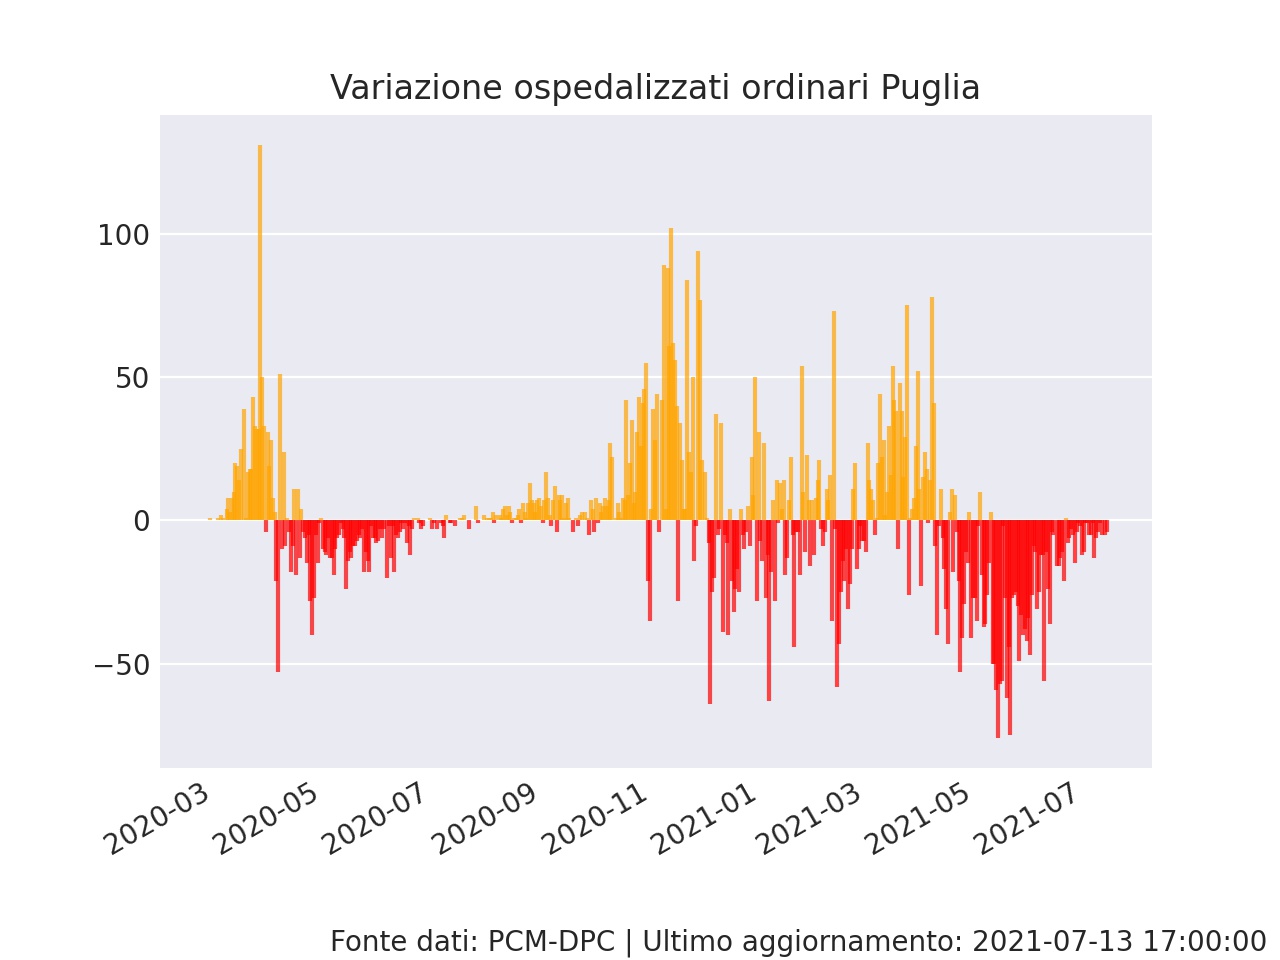 Variazione ospedalizzati ordinari Puglia
100
50
0
−50
2020-03 2020-05 2020-07 2020-09 2020-11 2021-01 2021-03 2021-05 2021-07
Fonte dati: PCM-DPC | Ultimo aggiornamento: 2021-07-13 17:00:00